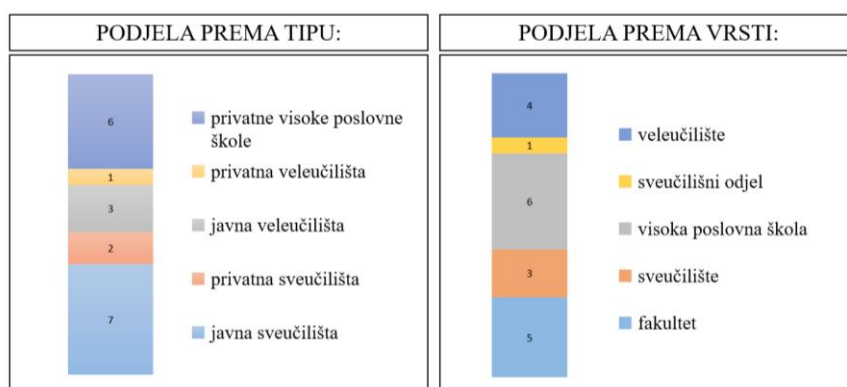 PODJELA PREMA TIPU:
6
1
3
2
7
privatne visoke poslovne
škole
privatna veleučilišta
javna veleučilišta
privatna sveučilišta
javna sveučilišta
PODJELA PREMA VRSTI:
4
1
6
3
5
veleučilište
sveučilišni odjel
visoka poslovna škola
sveučilište
fakultet